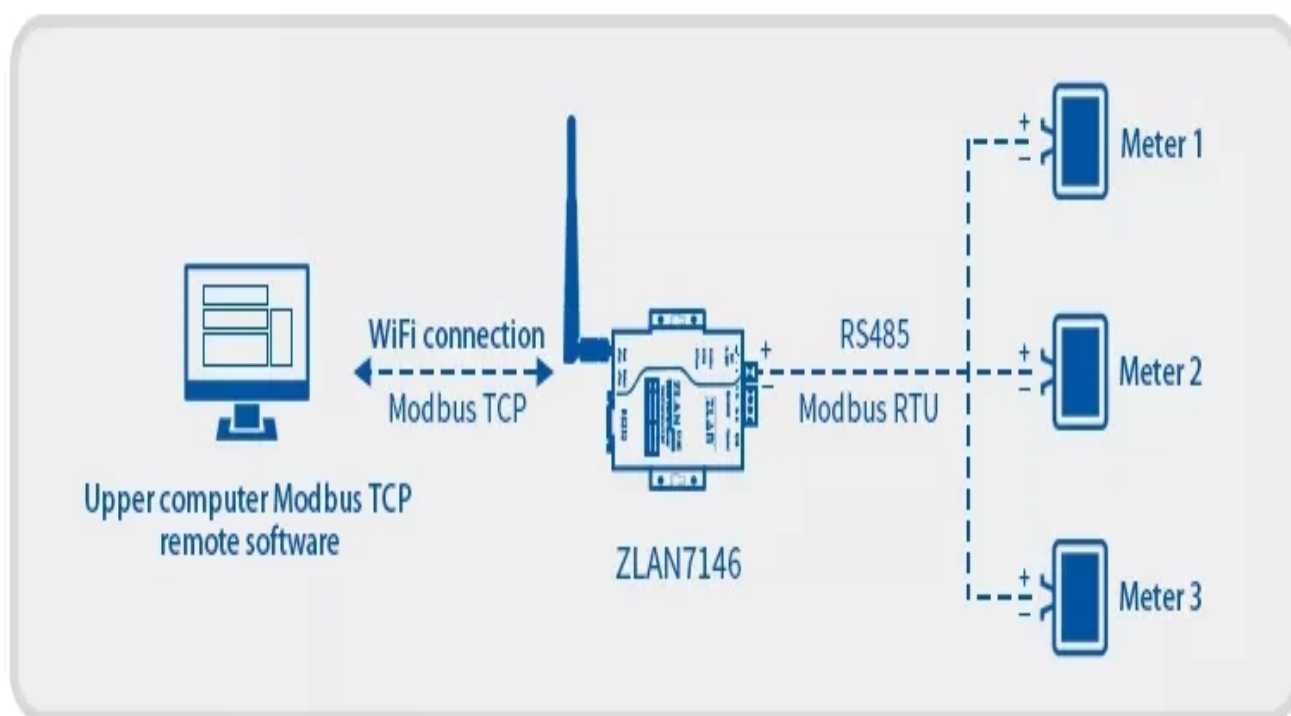 WiFi connection
Modbus TCP
Upper computer Modbus TCP
remote software
ZLAN
ZLAN7146
+
−
RS485
Modbus RTU
+
−
Meter 1
+
−
Meter 2
+
−
Meter 3